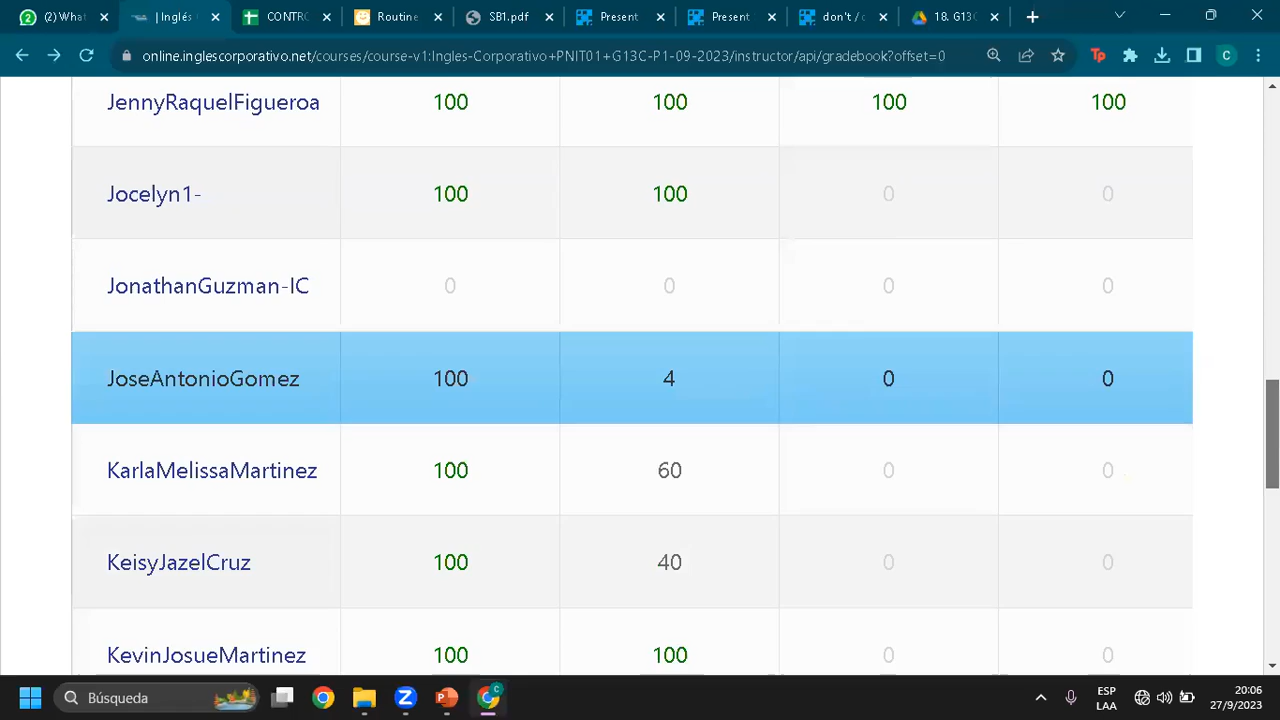 (2) What
| Inglés
CONTRO
Routine
SB1.pdf
Present
Present
don't / d
18. G13C
online.inglescorporativo.net/courses/course-v1:Ingles-Corporativo+PNIT01+G13C-P1-09-2023/instructor/api/gradebook?offset=0
JennyRaquelFigueroa 100 100 100 100
Jocelyn1- 100 100 0 0
JonathanGuzman-IC 0 0 0 0
JoseAntonioGomez 100 4 0 0
KarlaMelissaMartinez 100 60 0 0
KeisyJazelCruz 100 40 0 0
KevinJosueMartinez 100 100 0 0
Búsqueda
ESP
LAA
20:06
27/9/2023